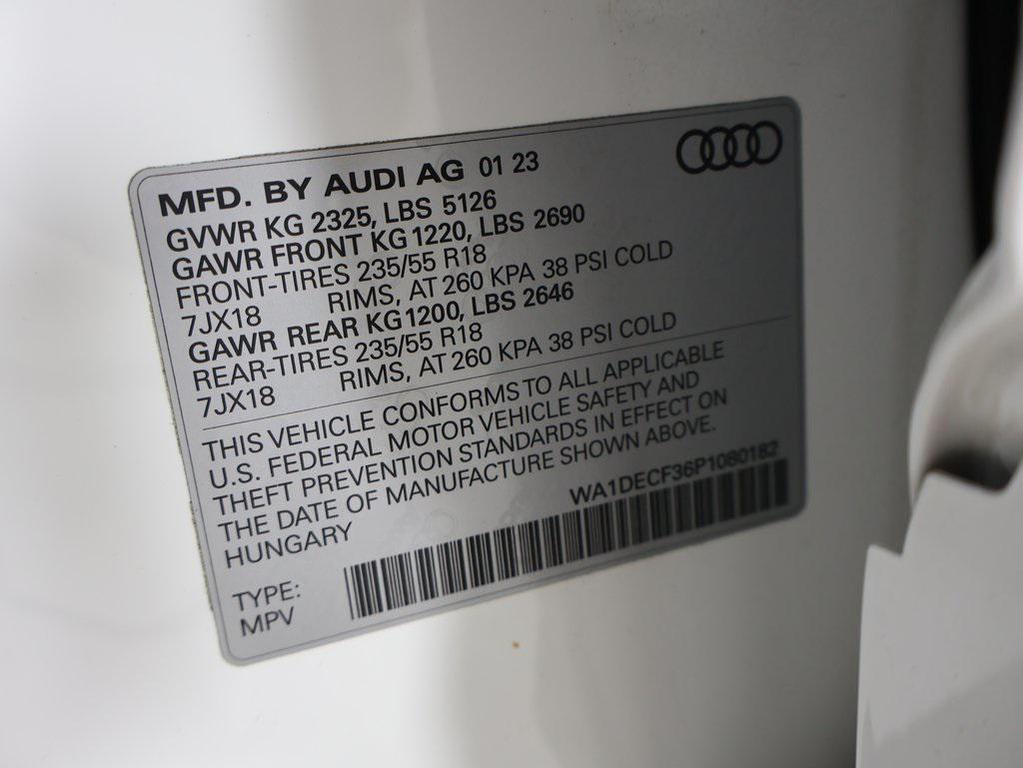 MFD. BY AUDI AG 01 23
GVWR KG 2325, LBS 5126
GAWR FRONT KG 1220, LBS 2690
FRONT-TIRES 235/55 R18
7JX18 RIMS, AT 260 KPA 38 PSI COLD
GAWR REAR KG 1200, LBS 2646
REAR-TIRES 235/55 R18
7JX18 RIMS, AT 260 KPA 38 PSI COLD
THIS VEHICLE CONFORMS TO ALL APPLICABLE
U.S. FEDERAL MOTOR VEHICLE SAFETY AND
THEFT PREVENTION STANDARDS IN EFFECT ON
THE DATE OF MANUFACTURE SHOWN ABOVE.
HUNGARY
WA1DECF36P1080182
TYPE:
MPV